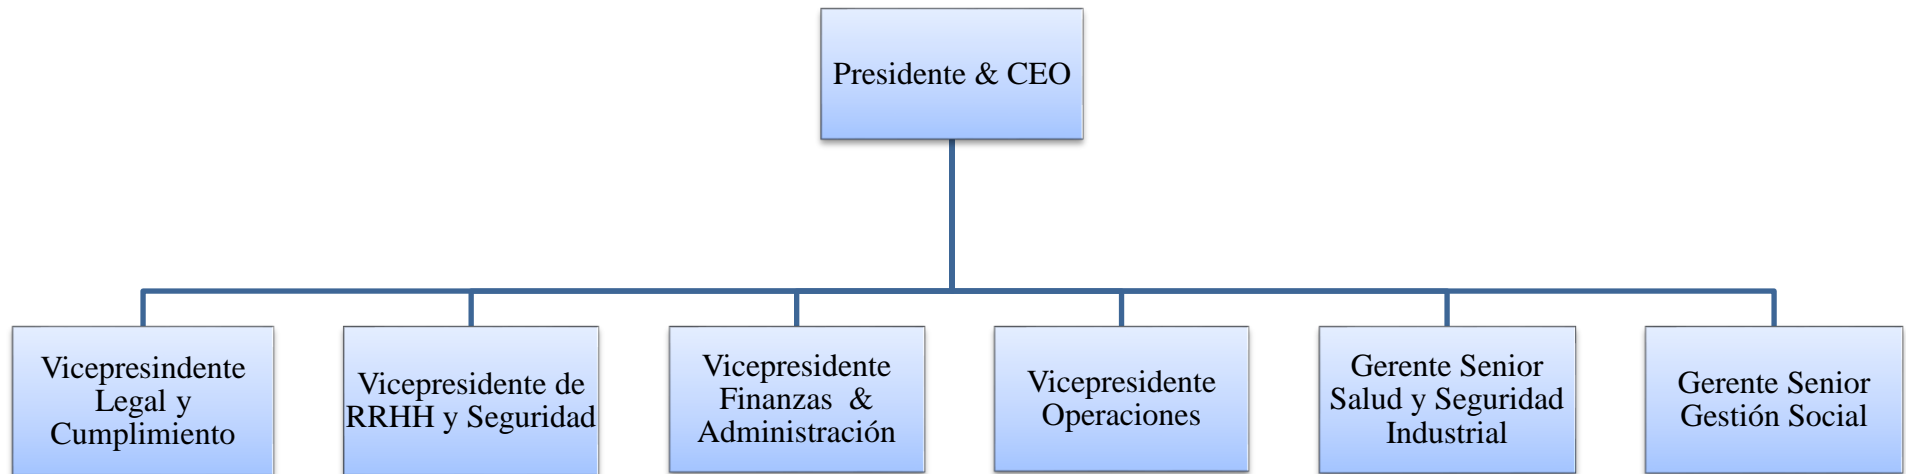 Presidente & CEO
Vicepresindente
Legal y
Cumplimiento
Vicepresidente de
RRHH y Seguridad
Vicepresidente
Finanzas &
Administración
Vicepresidente
Operaciones
Gerente Senior
Salud y Seguridad
Industrial
Gerente Senior
Gestión Social